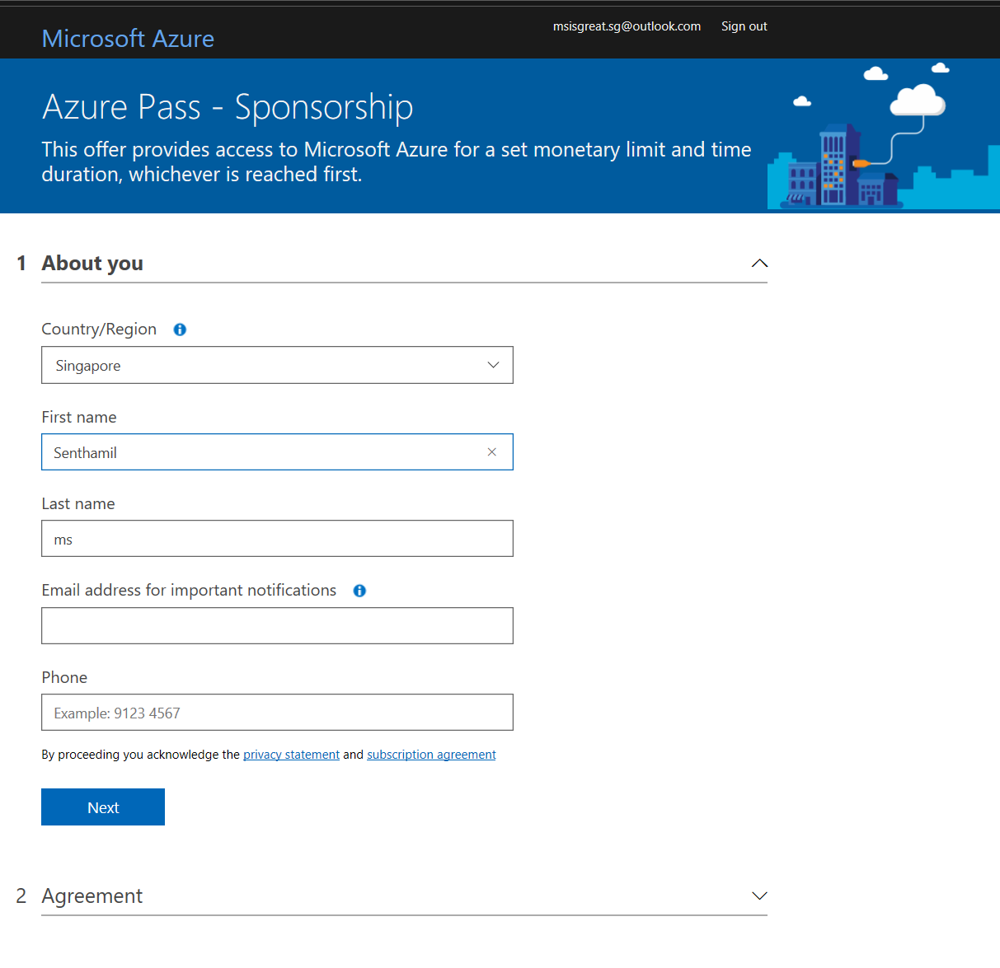 Microsoft Azure
msisgreat.sg@outlook.com Sign out
Azure Pass - Sponsorship
This offer provides access to Microsoft Azure for a set monetary limit and time
duration, whichever is reached first.
1 About you
Country/Region
Singapore
First name
Senthamil
Last name
ms
Email address for important notifications
Phone
Example: 9123 4567
By proceeding you acknowledge the privacy statement and subscription agreement
Next
2 Agreement